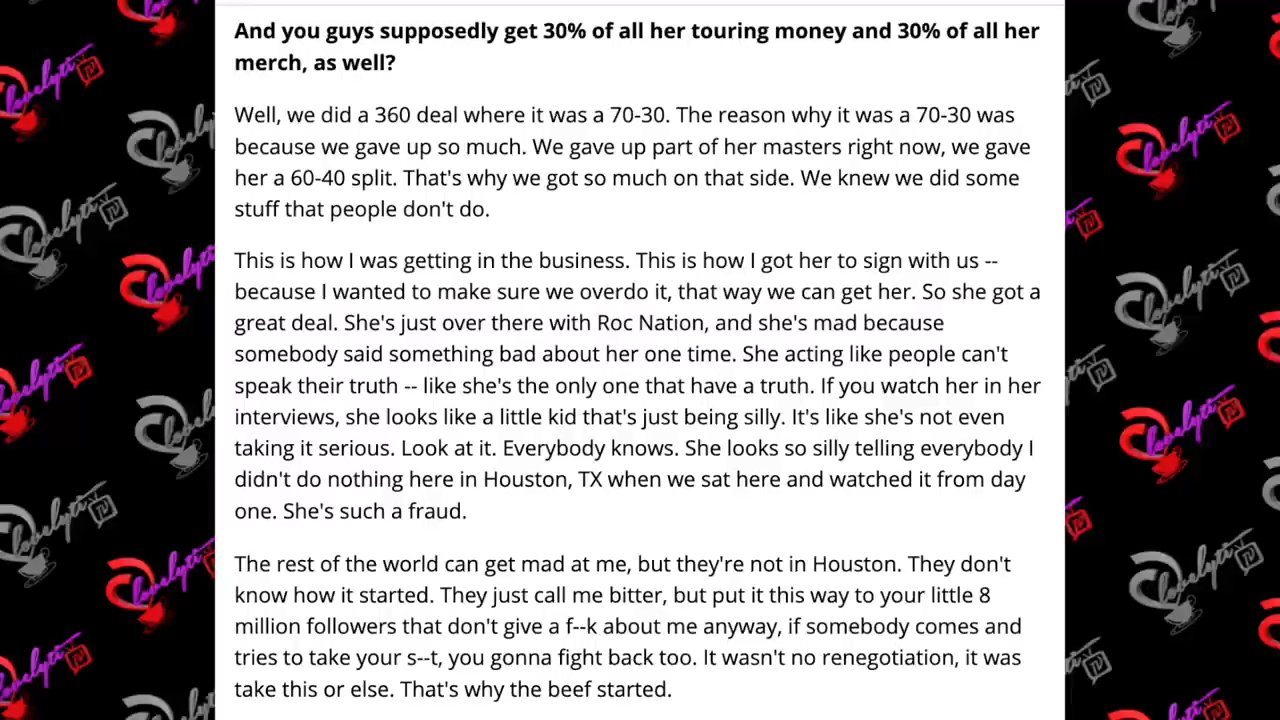 And you guys supposedly get 30% of all her touring money and 30% of all her
merch, as well?
Well, we did a 360 deal where it was a 70-30. The reason why it was a 70-30 was
because we gave up so much. We gave up part of her masters right now, we gave
her a 60-40 split. That's why we got so much on that side. We knew we did some
stuff that people don't do.
This is how I was getting in the business. This is how I got her to sign with us --
because I wanted to make sure we overdo it, that way we can get her. So she got a
great deal. She's just over there with Roc Nation, and she's mad because
somebody said something bad about her one time. She acting like people can't
speak their truth -- like she's the only one that have a truth. If you watch her in her
interviews, she looks like a little kid that's just being silly. It's like she's not even
taking it serious. Look at it. Everybody knows. She looks so silly telling everybody I
didn't do nothing here in Houston, TX when we sat here and watched it from day
one. She's such a fraud.
The rest of the world can get mad at me, but they're not in Houston. They don't
know how it started. They just call me bitter, but put it this way to your little 8
million followers that don't give a f--k about me anyway, if somebody comes and
tries to take your s--t, you gonna fight back too. It wasn't no renegotiation, it was
take this or else. That's why the beef started.